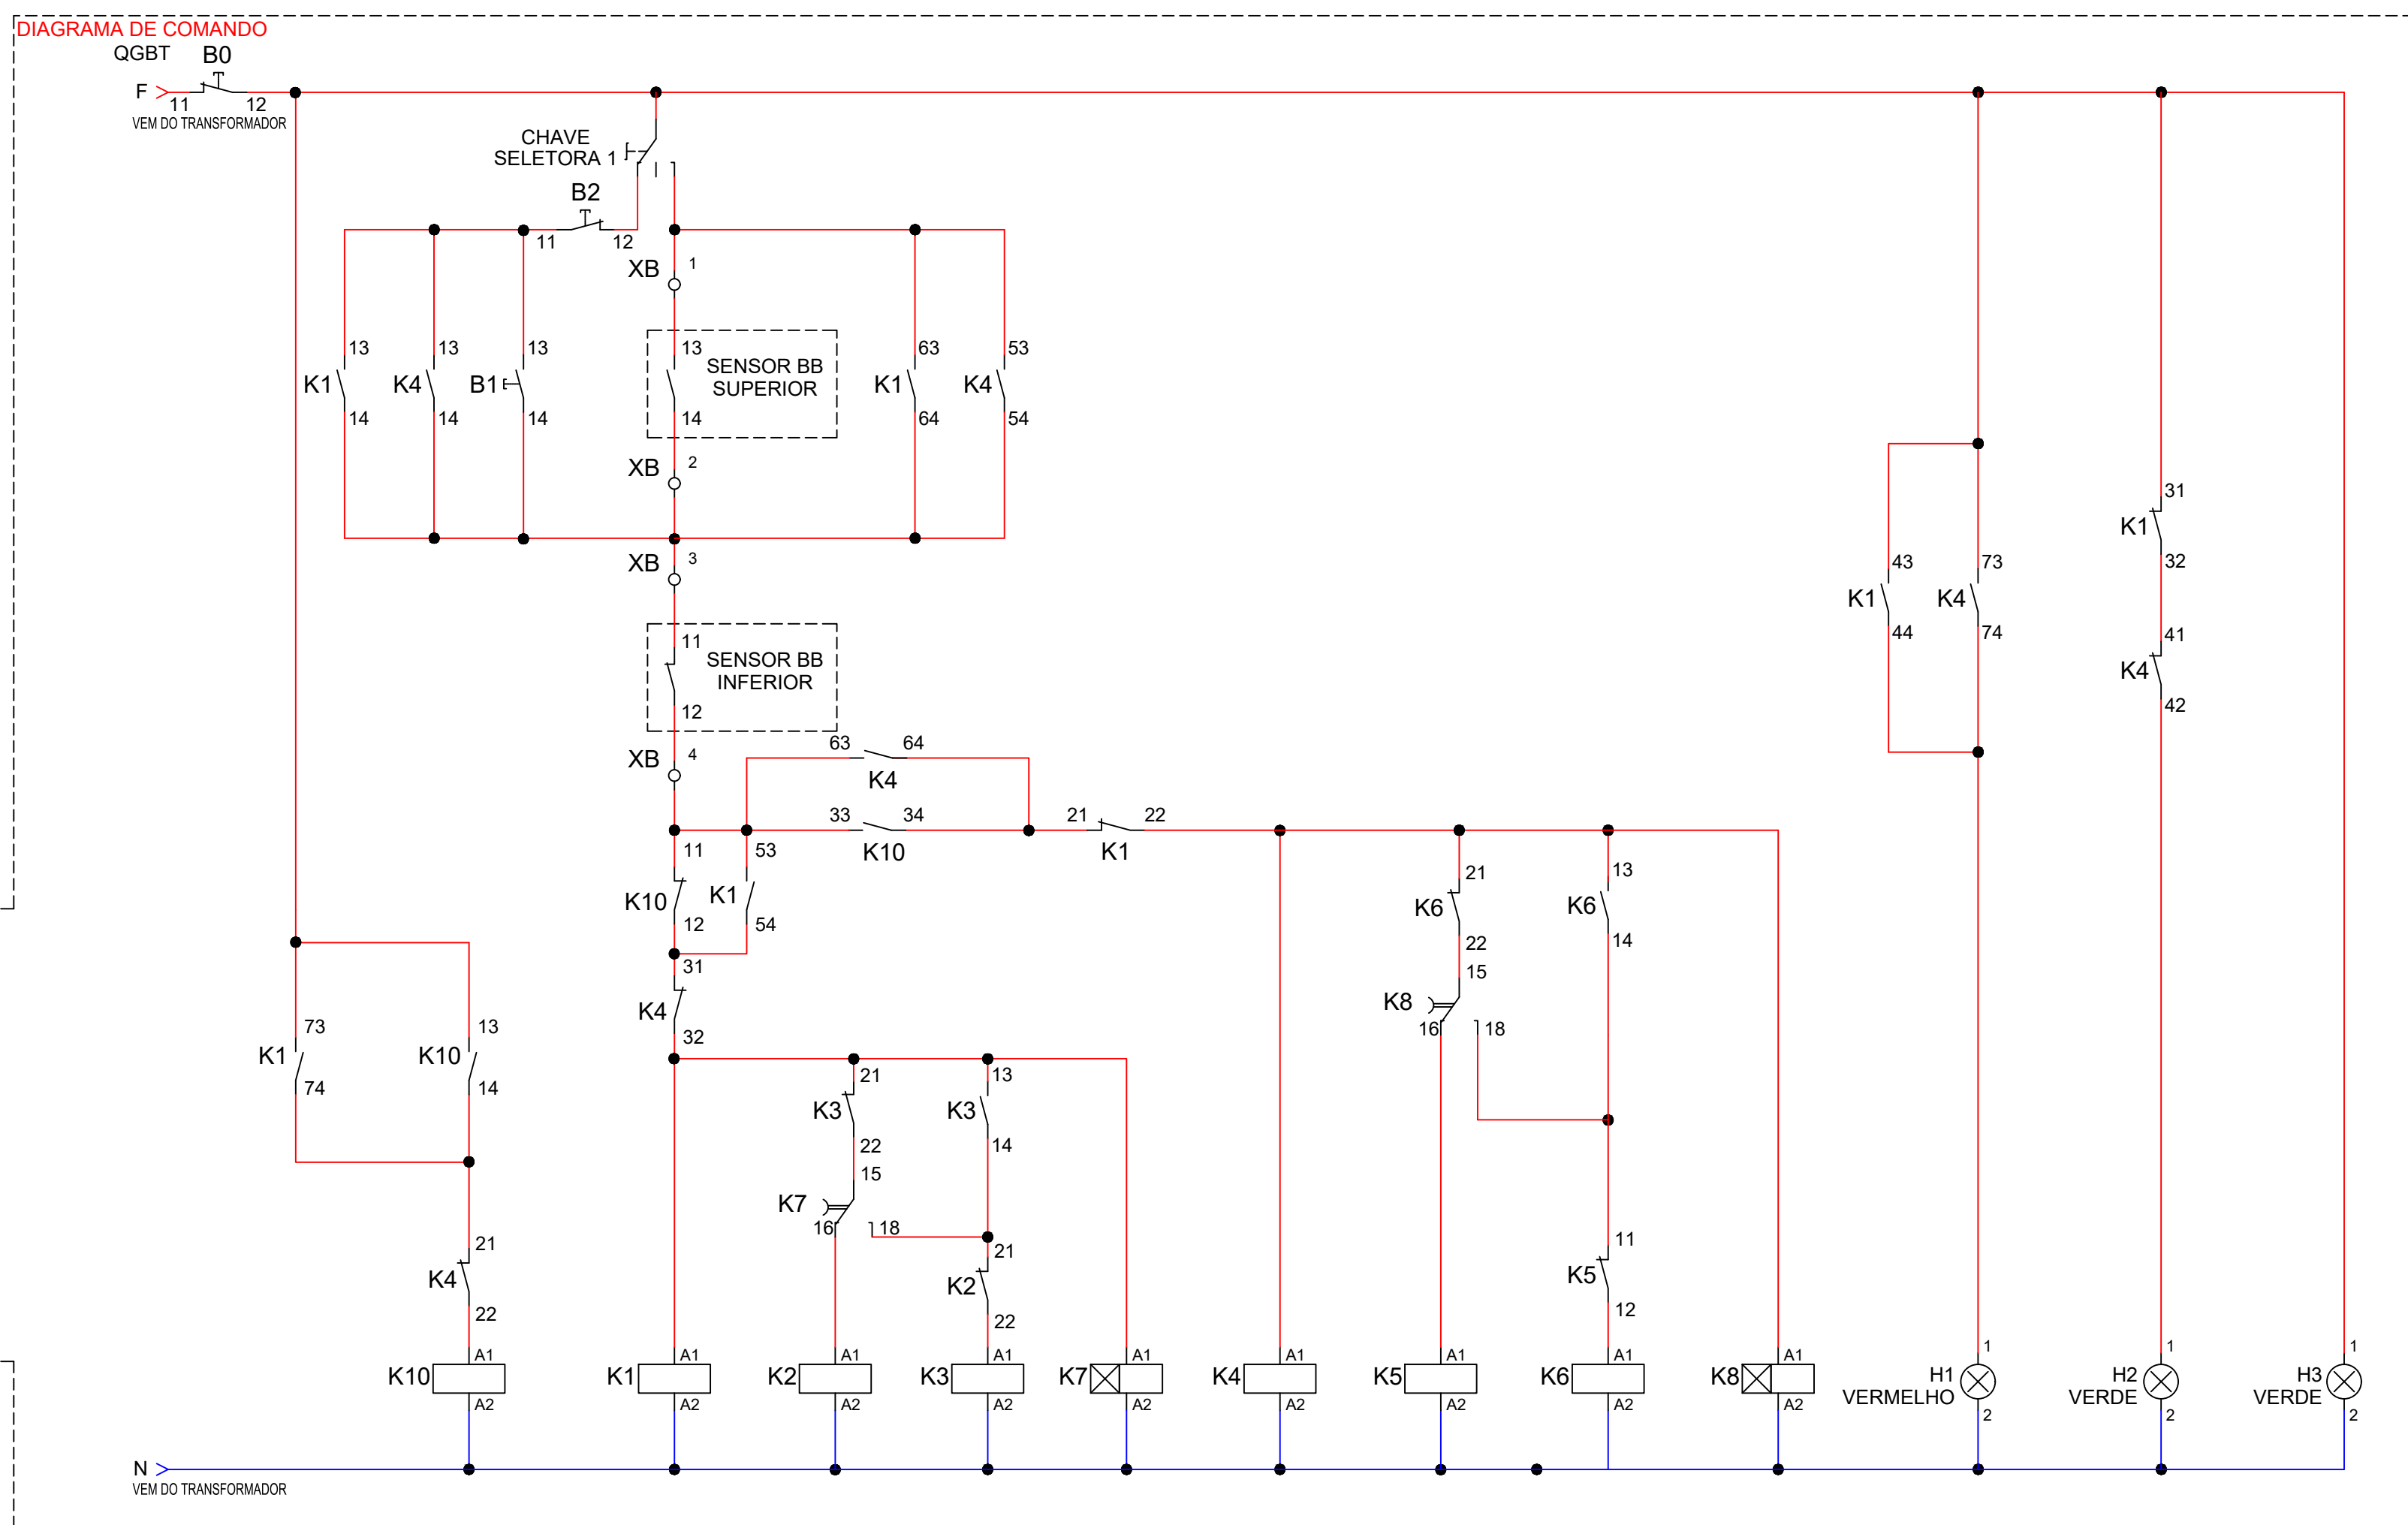 DIAGRAMA DE COMANDO
QGBT B0
F 11 12
VEM DO TRANSFORMADOR
CHAVE
SELETORA 1
B2
11 12
XB 1
13 13 13 13 63 53
K1 K4 B1 SENSOR BB
SUPERIOR K1 K4
14 14 14 14 64 54
XB 2
XB 3
31
K1
32
43 73
K1 K4
44 74
41
K4
42
11
SENSOR BB
INFERIOR
12
XB 4
63 64
K4
33 34 21 22
K10 K1
11 53
K10 K1
12 54
21 13
K6 K6
22 14
31
K4
32
15
K8
16 18
73 13
K1 K10
74 14
21 13
K3 K3
22 14
15
K7
16 18
21 21 11
K4 K2 K5
22 22 12
A1 A1 A1 A1 A1 A1 A1 A1 A1 1 1 1
K10 K1 K2 K3 K7 K4 K5 K6 K8 H1 H2 H3
VERMELHO VERDE VERDE
A2 A2 A2 A2 A2 A2 A2 A2 A2 2 2 2
N
VEM DO TRANSFORMADOR